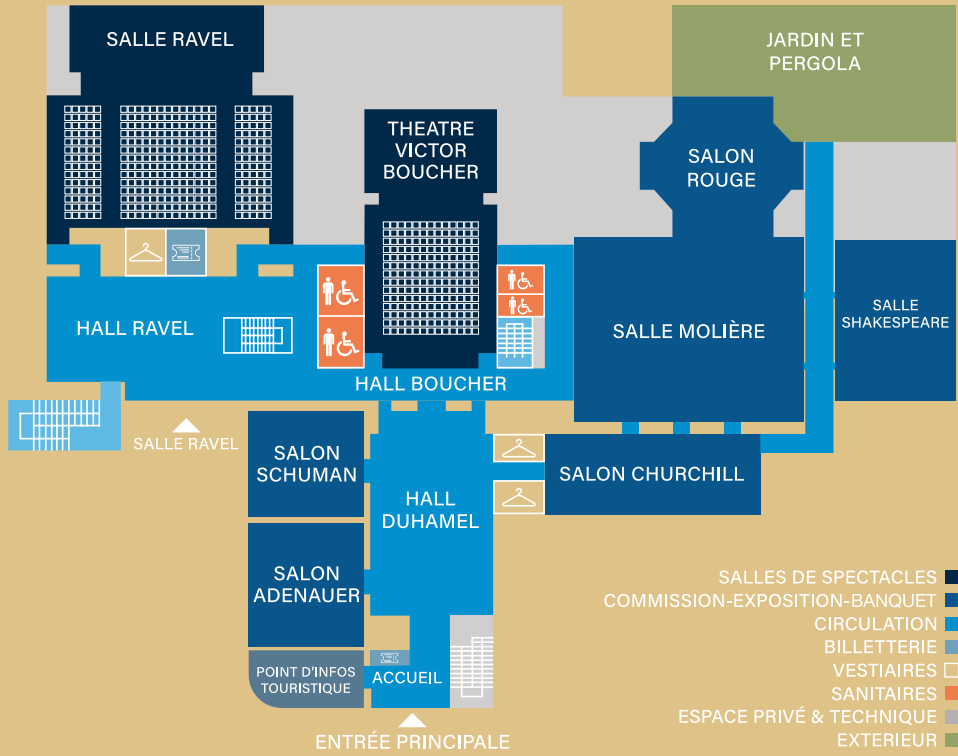 SALLE RAVEL
JARDIN ET
PERGOLA
THEATRE
VICTOR
BOUCHER
SALON
ROUGE
HALL RAVEL
SALLE MOLIÈRE
SALLE
SHAKESPEARE
HALL BOUCHER
SALLE RAVEL
SALON
SCHUMAN
HALL
DUHAMEL
SALON CHURCHILL
SALON
ADENAUER
POINT D'INFOS
TOURISTIQUE
ACCUEIL
ENTRÉE PRINCIPALE
SALLES DE SPECTACLES
COMMISSION-EXPOSITION-BANQUET
CIRCULATION
BILLETTERIE
VESTIAIRES
SANITAIRES
ESPACE PRIVÉ & TECHNIQUE
EXTERIEUR